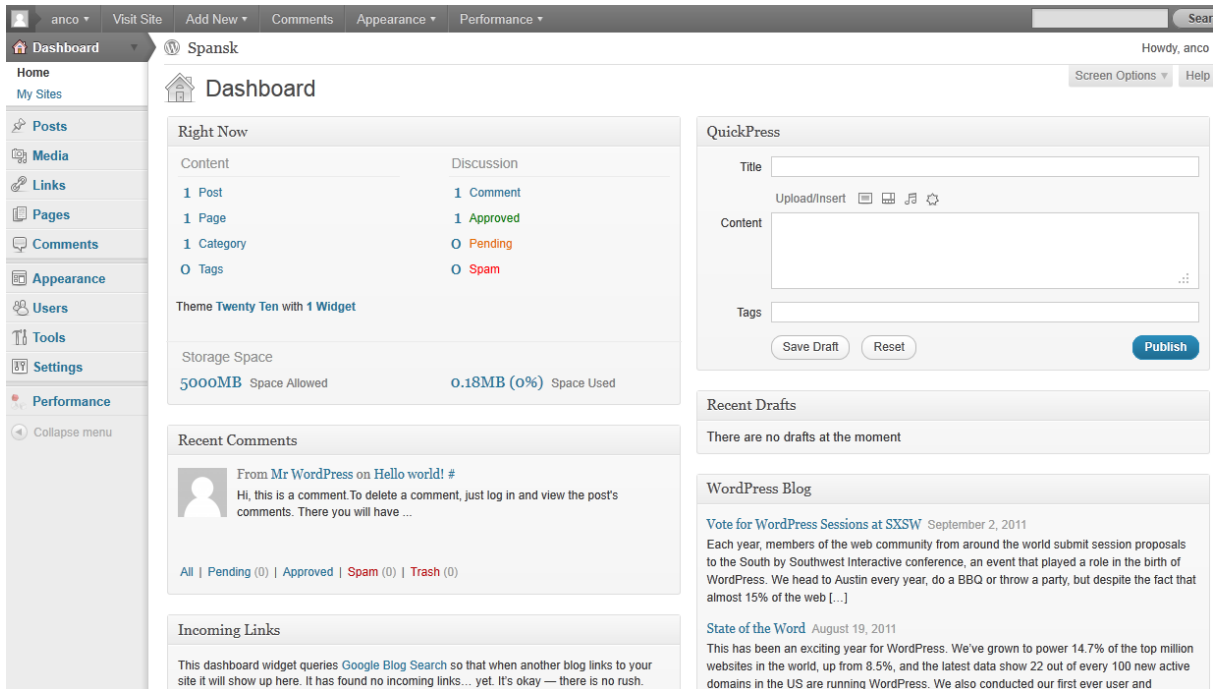 anco ▾ Visit Site Add New ▾ Comments Appearance ▾ Performance ▾
Dashboard
Home
My Sites
Posts
Media
Links
Pages
Comments
Appearance
Users
Tools
Settings
Performance
Collapse menu
Spansk
Howdy, anco
Screen Options ▾ Help
Dashboard
Right Now
Content
1 Post
1 Page
1 Category
0 Tags
Discussion
1 Comment
1 Approved
0 Pending
0 Spam
Theme Twenty Ten with 1 Widget
Storage Space
5000MB Space Allowed
0.18MB (0%) Space Used
Recent Comments
From Mr WordPress on Hello world! #
Hi, this is a comment.To delete a comment, just log in and view the post's
comments. There you will have ...
All | Pending (0) | Approved | Spam (0) | Trash (0)
Incoming Links
This dashboard widget queries Google Blog Search so that when another blog links to your
site it will show up here. It has found no incoming links… yet. It's okay — there is no rush.
QuickPress
Title
Upload/Insert
Content
Tags
Save Draft Reset Publish
Recent Drafts
There are no drafts at the moment
WordPress Blog
Vote for WordPress Sessions at SXSW September 2, 2011
Each year, members of the web community from around the world submit session proposals
to the South by Southwest Interactive conference, an event that played a role in the birth of
WordPress. We head to Austin every year, do a BBQ or throw a party, but despite the fact that
almost 15% of the web […]
State of the Word August 19, 2011
This has been an exciting year for WordPress. We've grown to power 14.7% of the top million
websites in the world, up from 8.5%, and the latest data show 22 out of every 100 new active
domains in the US are running WordPress. We also conducted our first ever user and